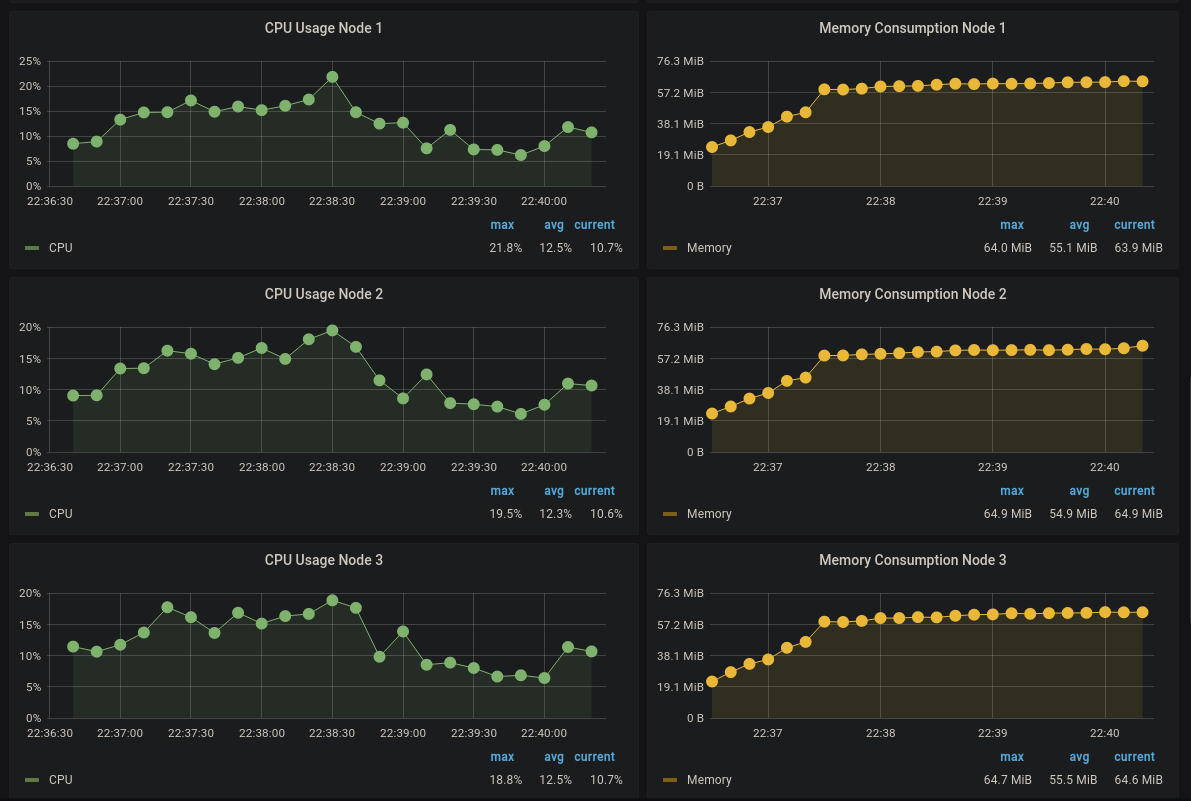 CPU Usage Node 1
25%
20%
15%
10%
5%
0%
22:36:30 22:37:00 22:37:30 22:38:00 22:38:30 22:39:00 22:39:30 22:40:00
max avg current
CPU 21.8% 12.5% 10.7%
Memory Consumption Node 1
76.3 MiB
57.2 MiB
38.1 MiB
19.1 MiB
0 B
22:37 22:38 22:39 22:40
max avg current
Memory 64.0 MiB 55.1 MiB 63.9 MiB
CPU Usage Node 2
20%
15%
10%
5%
0%
22:36:30 22:37:00 22:37:30 22:38:00 22:38:30 22:39:00 22:39:30 22:40:00
max avg current
CPU 19.5% 12.3% 10.6%
Memory Consumption Node 2
76.3 MiB
57.2 MiB
38.1 MiB
19.1 MiB
0 B
22:37 22:38 22:39 22:40
max avg current
Memory 64.9 MiB 54.9 MiB 64.9 MiB
CPU Usage Node 3
20%
15%
10%
5%
0%
22:36:30 22:37:00 22:37:30 22:38:00 22:38:30 22:39:00 22:39:30 22:40:00
max avg current
CPU 18.8% 12.5% 10.7%
Memory Consumption Node 3
76.3 MiB
57.2 MiB
38.1 MiB
19.1 MiB
0 B
22:37 22:38 22:39 22:40
max avg current
Memory 64.7 MiB 55.5 MiB 64.6 MiB